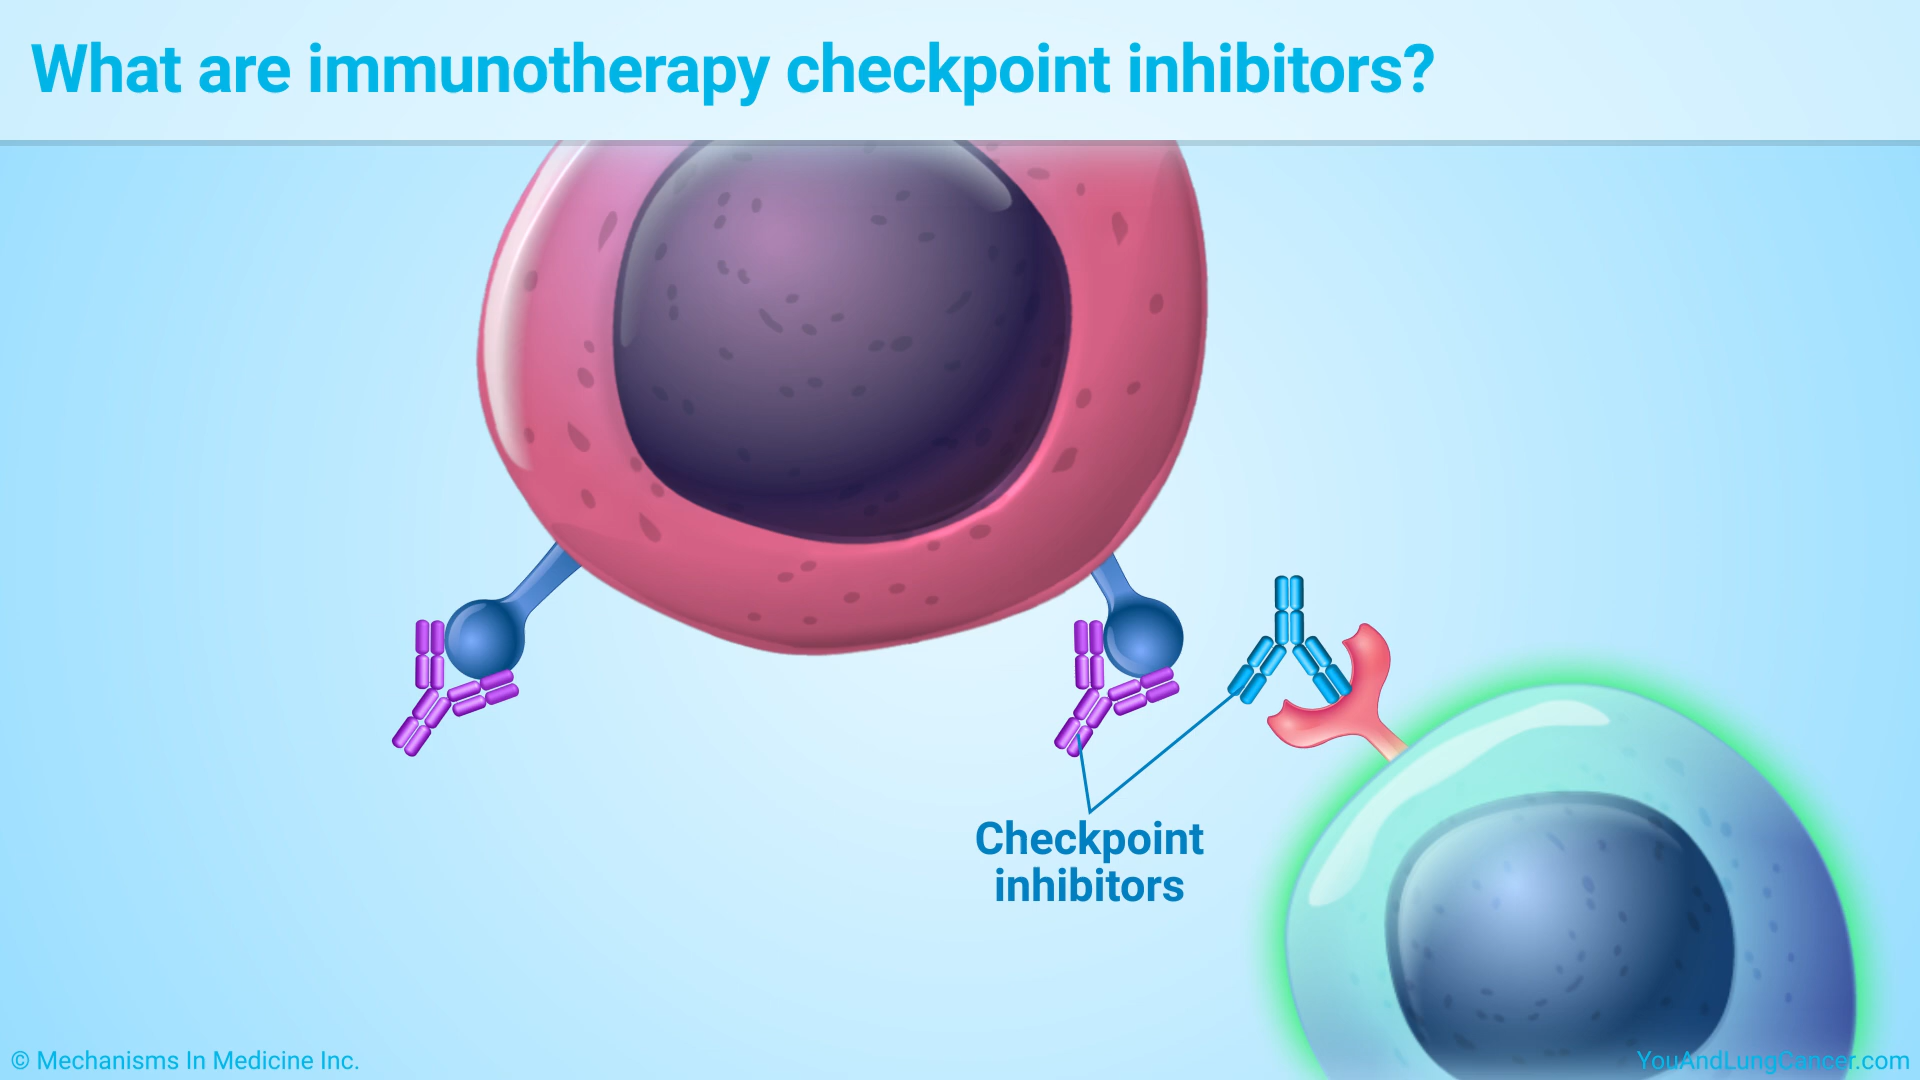 What are immunotherapy checkpoint inhibitors?
Checkpoint
inhibitors
© Mechanisms In Medicine Inc.
YouAndLungCancer.com